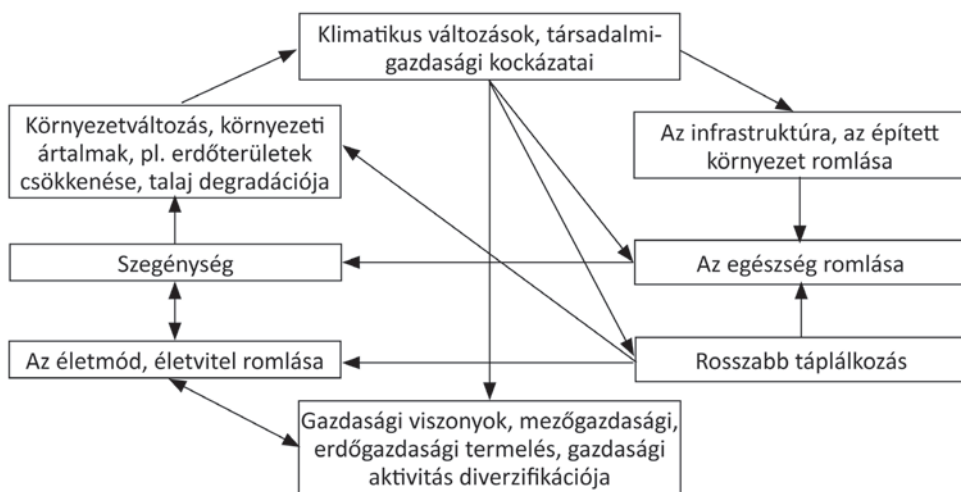 Klimatikus változások, társadalmi-
gazdasági kockázatai
Környezetváltozás, környezeti
ártalmak, pl. erdőterületek
csökkenése, talaj degradációja
Az infrastruktúra, az épített
környezet romlása
Szegénység
Az egészség romlása
Az életmód, életvitel romlása
Rosszabb táplálkozás
Gazdasági viszonyok, mezőgazdasági,
erdőgazdasági termelés, gazdasági
aktivitás diverzifikációja